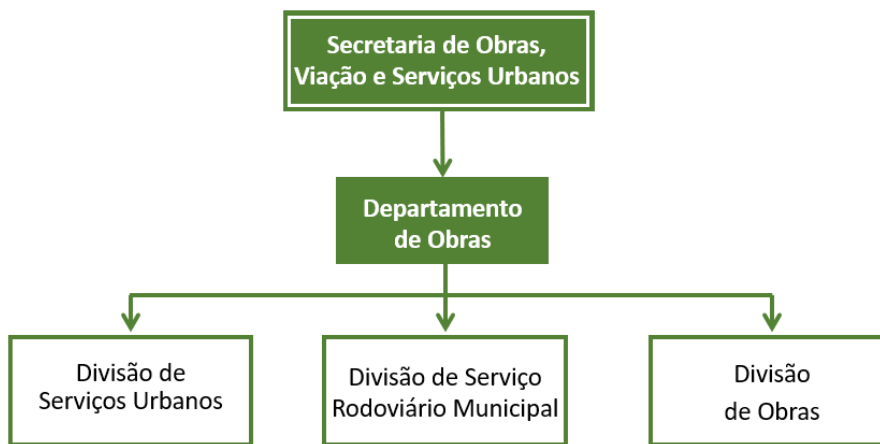 Secretaria de Obras,
Viação e Serviços Urbanos
Departamento
de Obras
Divisão de
Serviços Urbanos
Divisão de Serviço
Rodoviário Municipal
Divisão
de Obras